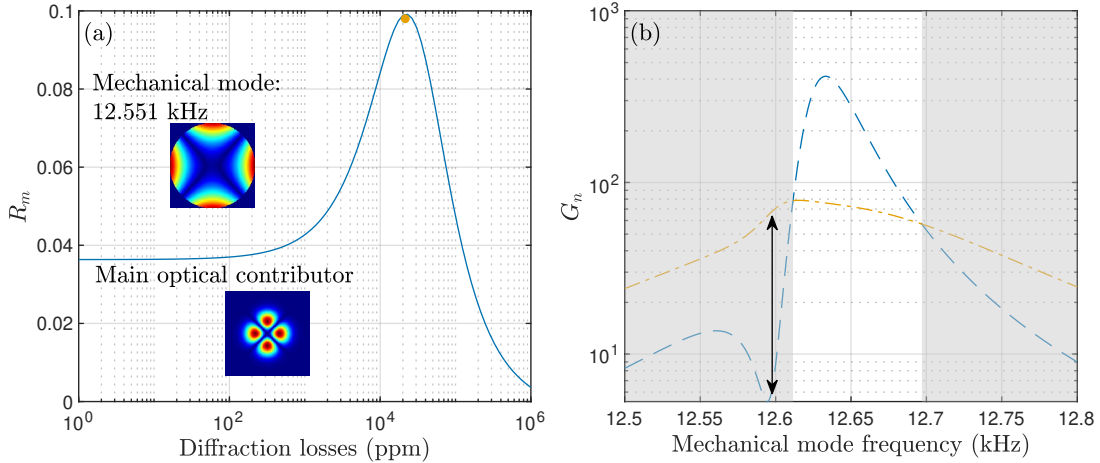 (a)
Mechanical mode:
12.551 kHz
Main optical contributor
0.1
0.08
0.06
0.04
0.02
0
R_m
10^0
10^2
10^4
10^6
Diffraction losses (ppm)
(b)
10^3
10^2
10^1
G_n
12.5
12.55
12.6
12.65
12.7
12.75
12.8
Mechanical mode frequency (kHz)